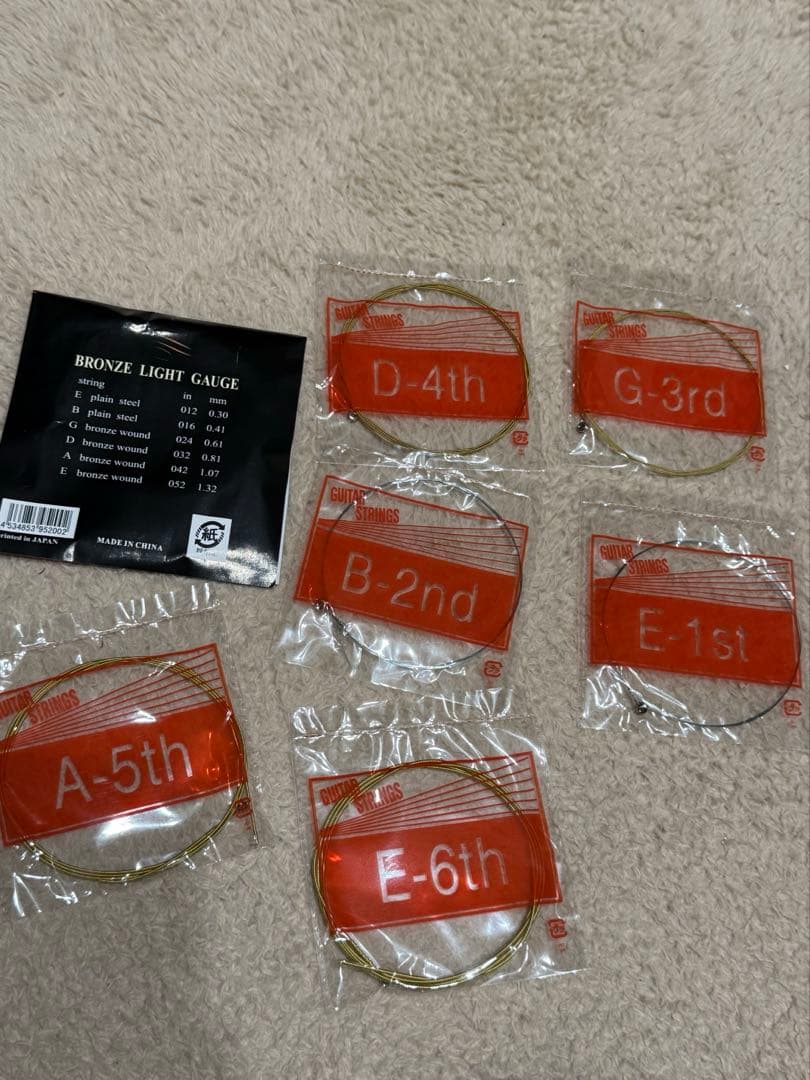 BRONZE LIGHT GAUGE
string in mm
E plain steel 012 0.30
B plain steel 016 0.41
G bronze wound 024 0.61
D bronze wound 032 0.81
A bronze wound 042 1.07
E bronze wound 052 1.32
4534853952002
rinted in JAPAN
MADE IN CHINA
紙
GUITAR
STRINGS
D-4th
GUITAR
STRINGS
G-3rd
GUITAR
STRINGS
B-2nd
GUITAR
STRINGS
E-1st
GUITAR
STRINGS
A-5th
GUITAR
STRINGS
E-6th